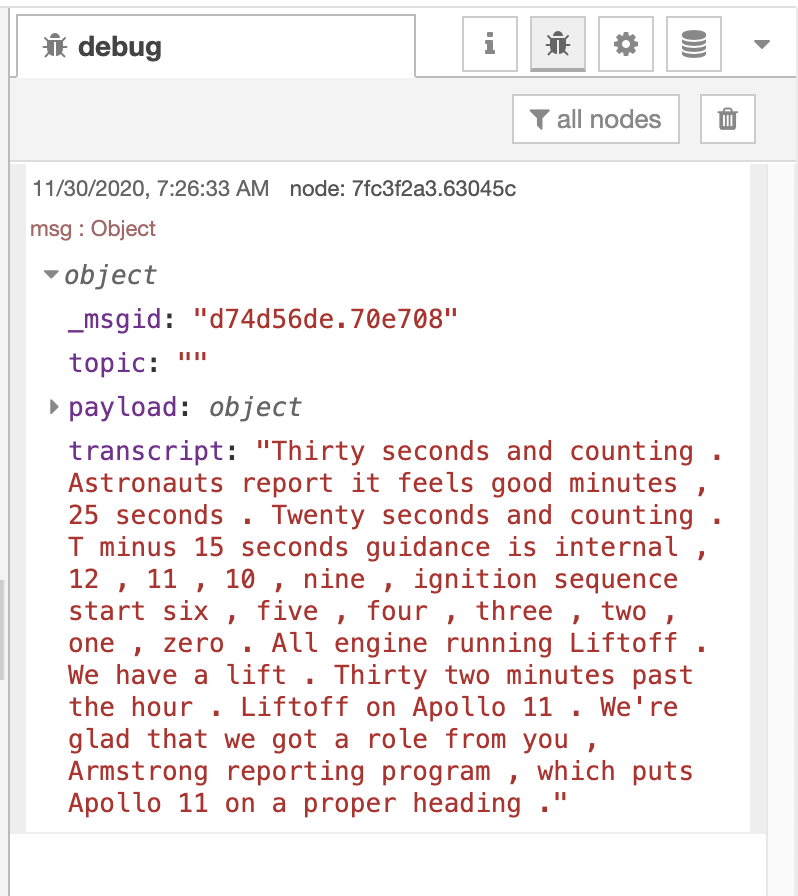 debug
all nodes
11/30/2020, 7:26:33 AM node: 7fc3f2a3.63045c
msg : Object
object
_msgid: "d74d56de.70e708"
topic: ""
payload: object
transcript: "Thirty seconds and counting .
Astronauts report it feels good minutes ,
25 seconds . Twenty seconds and counting .
T minus 15 seconds guidance is internal ,
12 , 11 , 10 , nine , ignition sequence
start six , five , four , three , two ,
one , zero . All engine running Liftoff .
We have a lift . Thirty two minutes past
the hour . Liftoff on Apollo 11 . We're
glad that we got a role from you ,
Armstrong reporting program , which puts
Apollo 11 on a proper heading ."